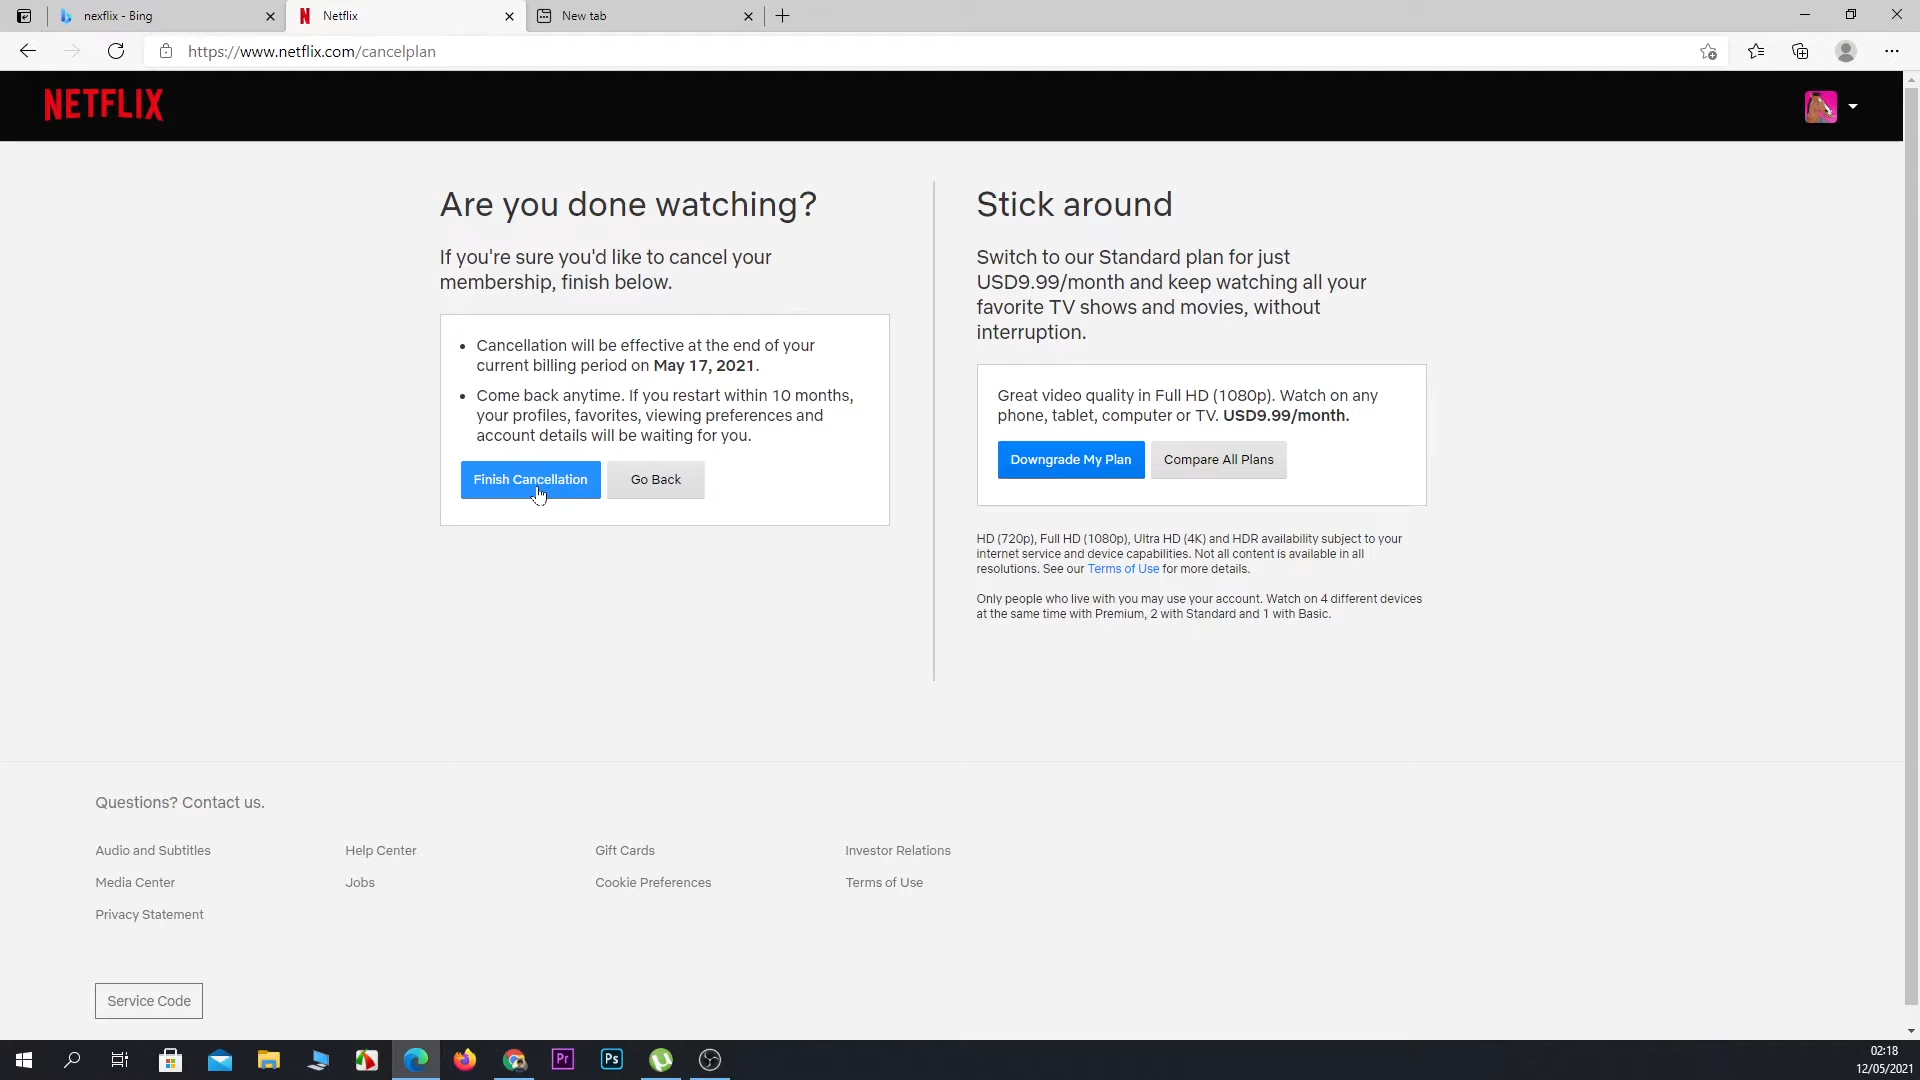 nexflix - Bing
Netflix
New tab
https://www.netflix.com/cancelplan
NETFLIX
Are you done watching?
If you're sure you'd like to cancel your
membership, finish below.
• Cancellation will be effective at the end of your
current billing period on May 17, 2021.
• Come back anytime. If you restart within 10 months,
your profiles, favorites, viewing preferences and
account details will be waiting for you.
Finish Cancellation
Go Back
Stick around
Switch to our Standard plan for just
USD9.99/month and keep watching all your
favorite TV shows and movies, without
interruption.
Great video quality in Full HD (1080p). Watch on any
phone, tablet, computer or TV. USD9.99/month.
Downgrade My Plan
Compare All Plans
HD (720p), Full HD (1080p), Ultra HD (4K) and HDR availability subject to your
internet service and device capabilities. Not all content is available in all
resolutions. See our Terms of Use for more details.
Only people who live with you may use your account. Watch on 4 different devices
at the same time with Premium, 2 with Standard and 1 with Basic.
Questions? Contact us.
Audio and Subtitles
Help Center
Gift Cards
Investor Relations
Media Center
Jobs
Cookie Preferences
Terms of Use
Privacy Statement
Service Code
Pr
Ps
02:18
12/05/2021